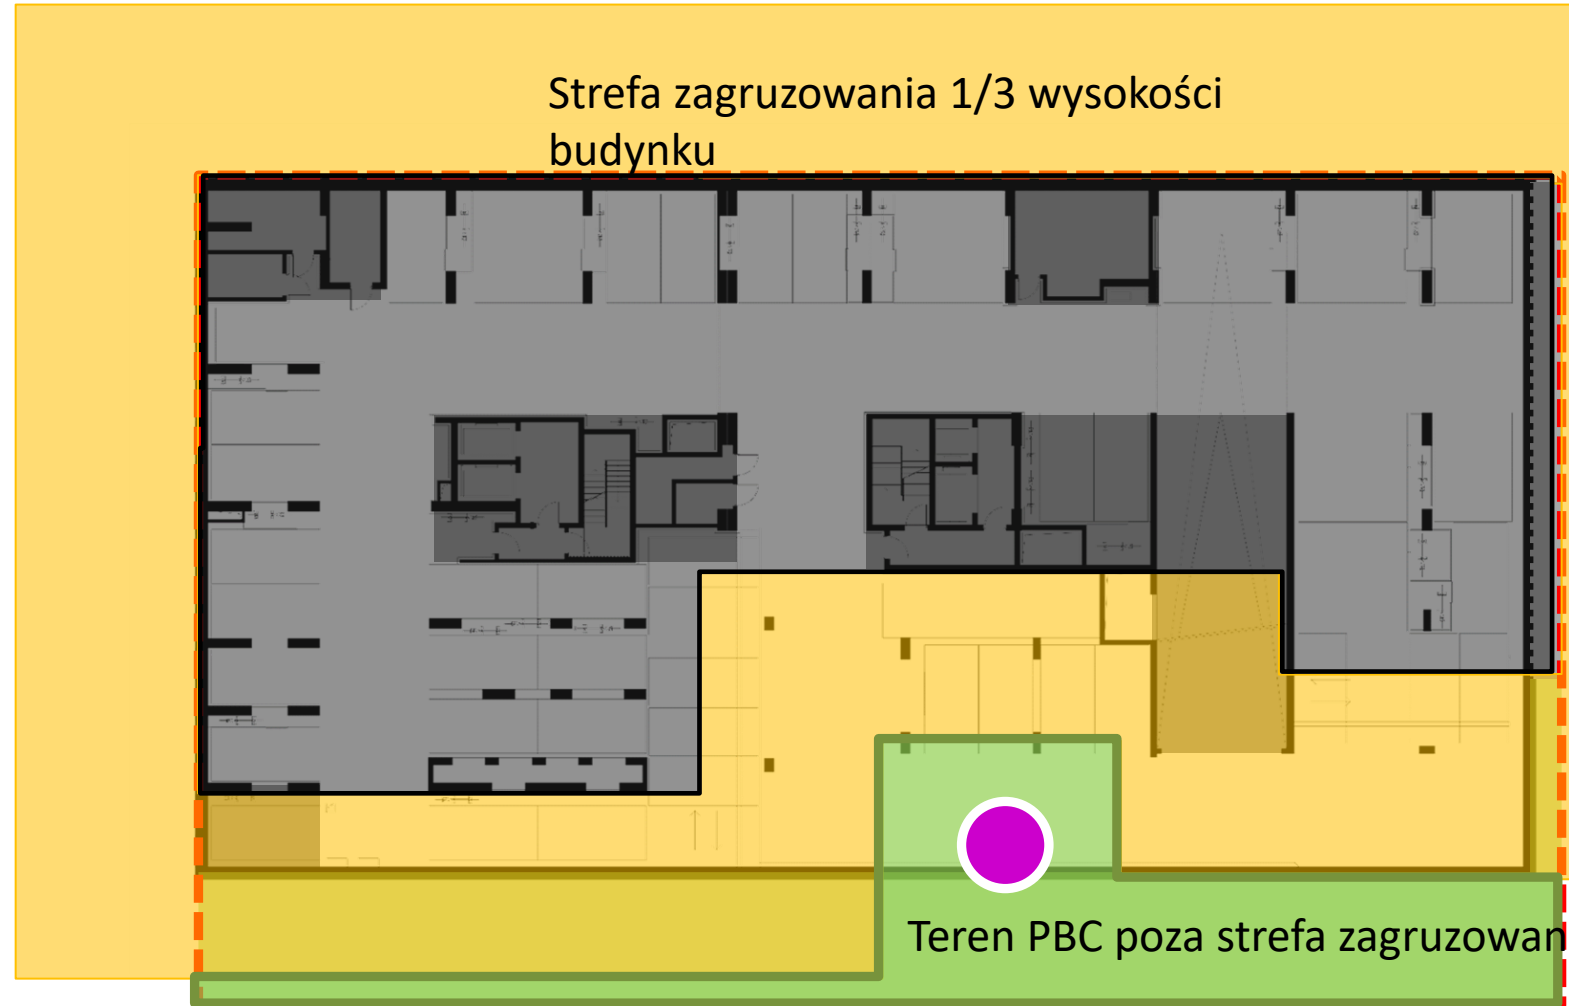 Strefa zagruzowania 1/3 wysokości
budynku
Teren PBC poza strefa zagruzowan